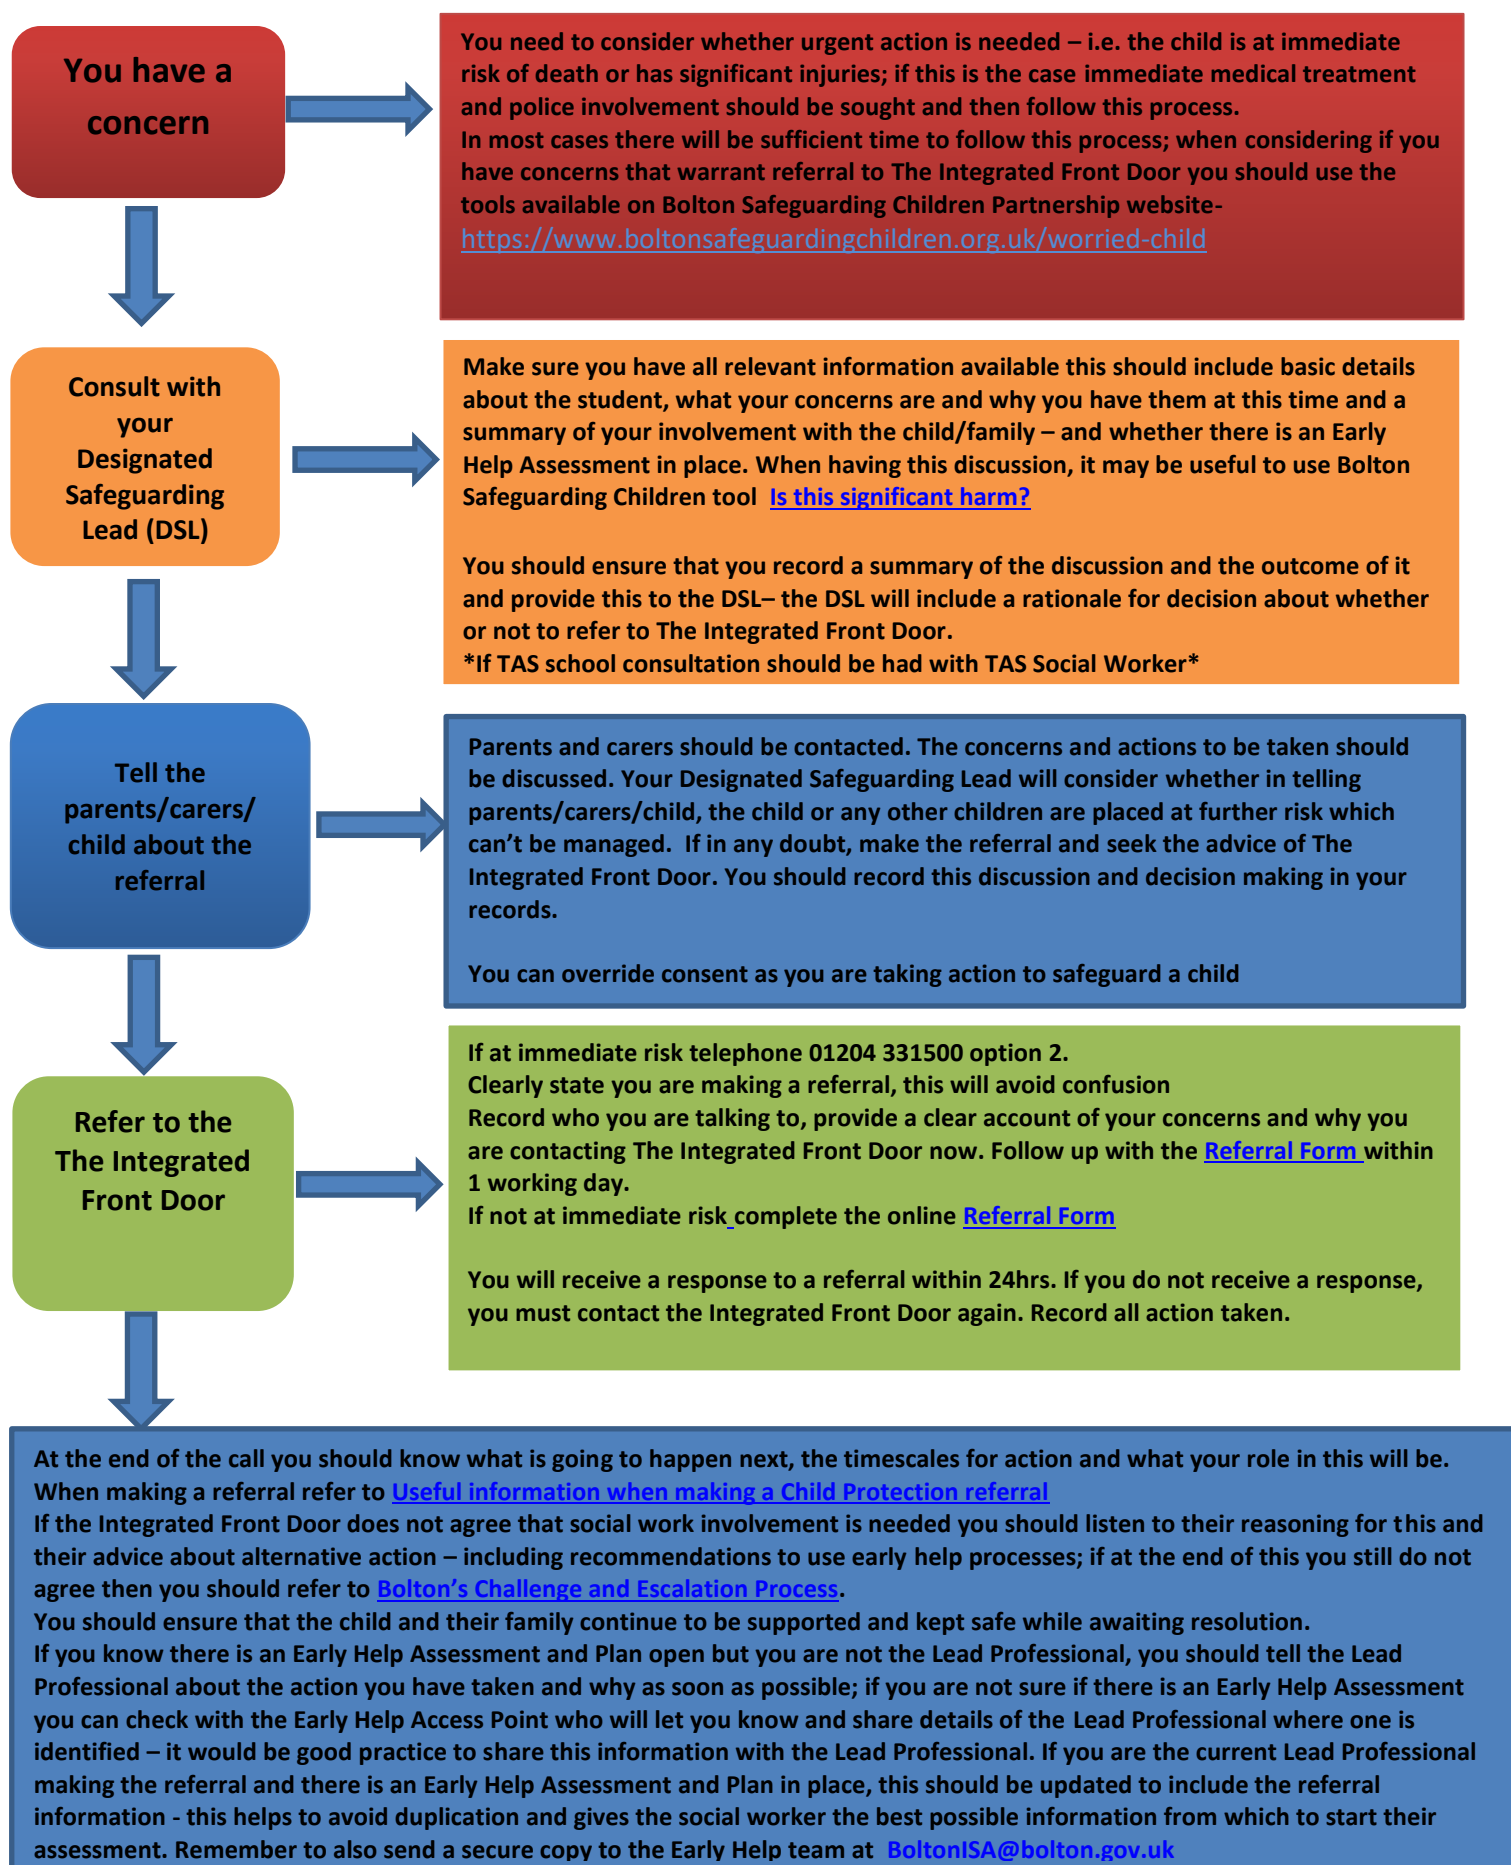 You have a
concern
You need to consider whether urgent action is needed – i.e. the child is at immediate
risk of death or has significant injuries; if this is the case immediate medical treatment
and police involvement should be sought and then follow this process.
In most cases there will be sufficient time to follow this process; when considering if you
have concerns that warrant referral to The Integrated Front Door you should use the
tools available on Bolton Safeguarding Children Partnership website-
https://www.boltonsafeguardingchildren.org.uk/worried-child
Consult with
your
Designated
Safeguarding
Lead (DSL)
Make sure you have all relevant information available this should include basic details
about the student, what your concerns are and why you have them at this time and a
summary of your involvement with the child/family – and whether there is an Early
Help Assessment in place. When having this discussion, it may be useful to use Bolton
Safeguarding Children tool Is this significant harm?
You should ensure that you record a summary of the discussion and the outcome of it
and provide this to the DSL– the DSL will include a rationale for decision about whether
or not to refer to The Integrated Front Door.
*If TAS school consultation should be had with TAS Social Worker*
Tell the
parents/carers/
child about the
referral
Parents and carers should be contacted. The concerns and actions to be taken should
be discussed. Your Designated Safeguarding Lead will consider whether in telling
parents/carers/child, the child or any other children are placed at further risk which
can’t be managed. If in any doubt, make the referral and seek the advice of The
Integrated Front Door. You should record this discussion and decision making in your
records.
You can override consent as you are taking action to safeguard a child
Refer to the
The Integrated
Front Door
If at immediate risk telephone 01204 331500 option 2.
Clearly state you are making a referral, this will avoid confusion
Record who you are talking to, provide a clear account of your concerns and why you
are contacting The Integrated Front Door now. Follow up with the Referral Form within
1 working day.
If not at immediate risk complete the online Referral Form
You will receive a response to a referral within 24hrs. If you do not receive a response,
you must contact the Integrated Front Door again. Record all action taken.
At the end of the call you should know what is going to happen next, the timescales for action and what your role in this will be.
When making a referral refer to Useful information when making a Child Protection referral
If the Integrated Front Door does not agree that social work involvement is needed you should listen to their reasoning for this and
their advice about alternative action – including recommendations to use early help processes; if at the end of this you still do not
agree then you should refer to Bolton’s Challenge and Escalation Process.
You should ensure that the child and their family continue to be supported and kept safe while awaiting resolution.
If you know there is an Early Help Assessment and Plan open but you are not the Lead Professional, you should tell the Lead
Professional about the action you have taken and why as soon as possible; if you are not sure if there is an Early Help Assessment
you can check with the Early Help Access Point who will let you know and share details of the Lead Professional where one is
identified – it would be good practice to share this information with the Lead Professional. If you are the current Lead Professional
making the referral and there is an Early Help Assessment and Plan in place, this should be updated to include the referral
information - this helps to avoid duplication and gives the social worker the best possible information from which to start their
assessment. Remember to also send a secure copy to the Early Help team at BoltonISA@bolton.gov.uk